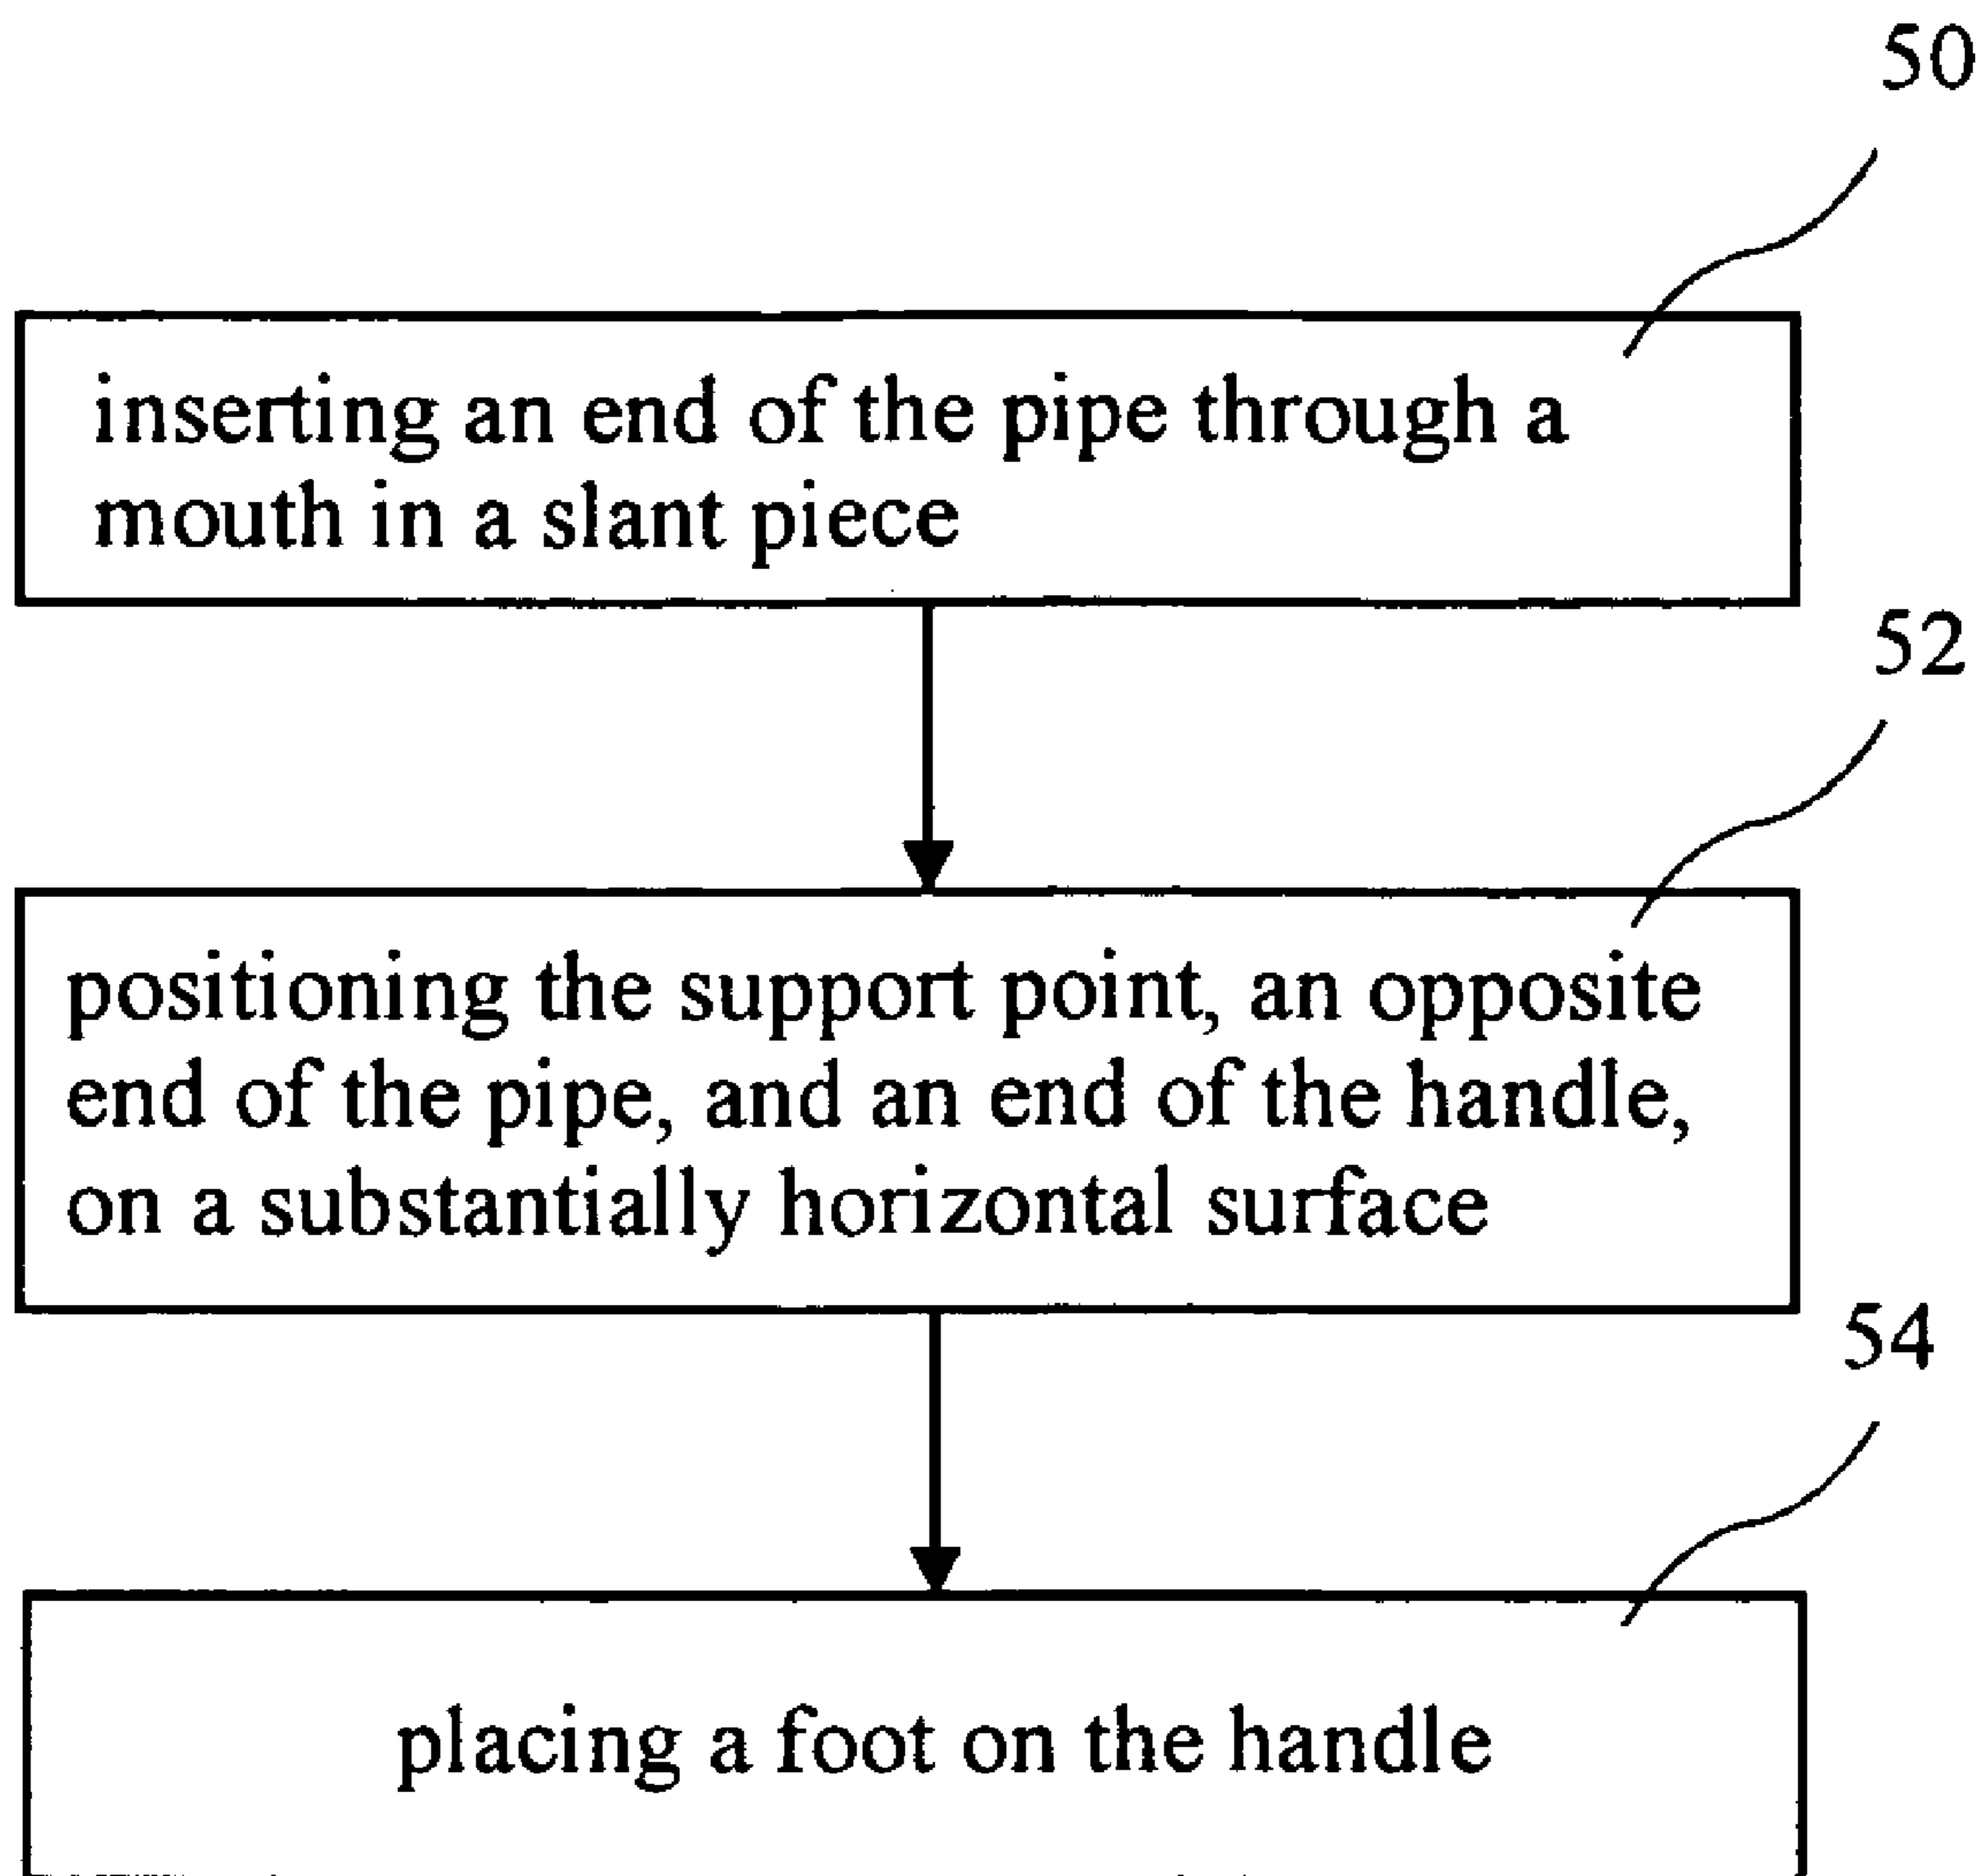 50
inserting an end of the pipe through a
mouth in a slant piece
52
positioning the support point, an opposite
end of the pipe, and an end of the handle,
on a substantially horizontal surface
54
placing a foot on the handle